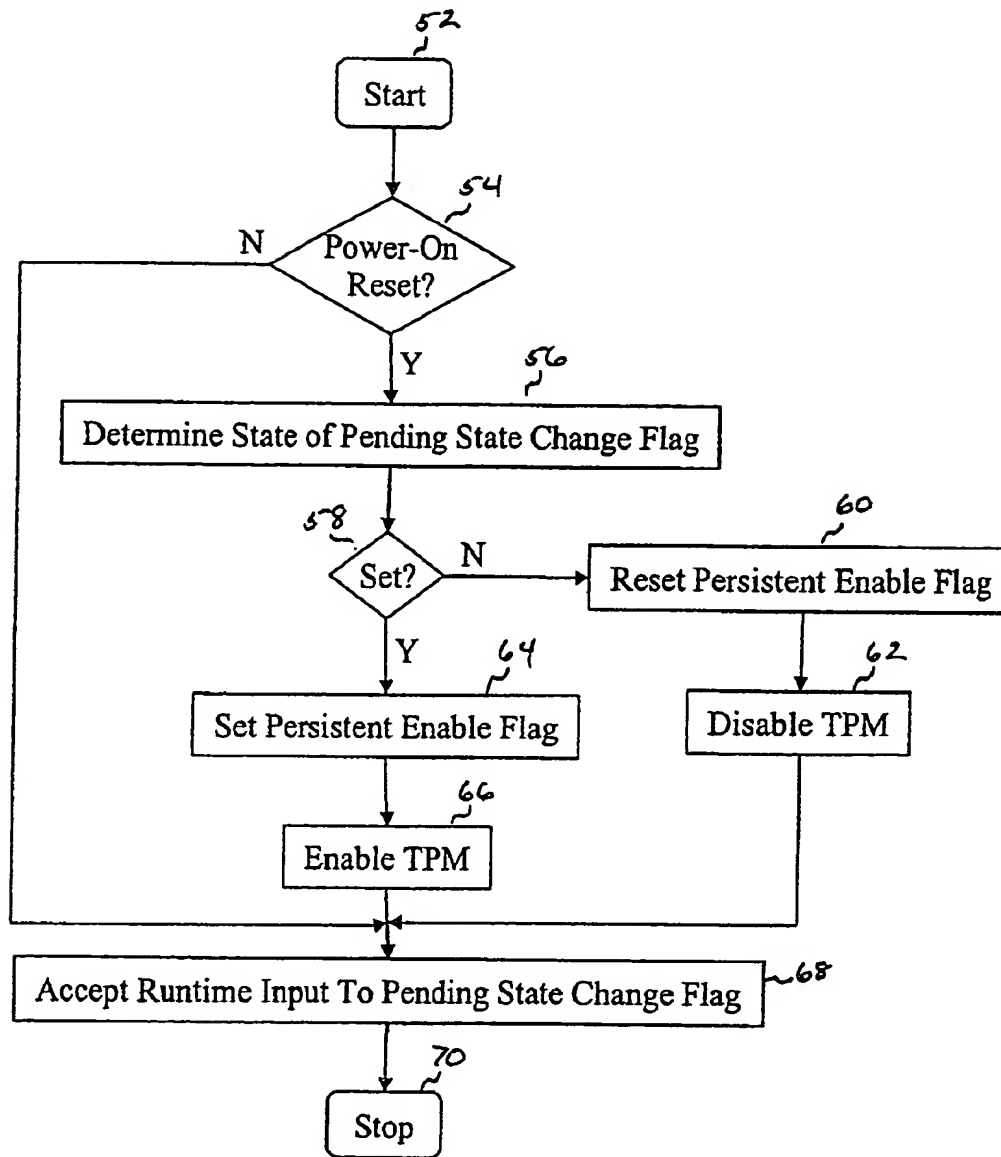 52
Start
54
N
Power-On
Reset?
Y
56
Determine State of Pending State Change Flag
58
Set?
N
60
Reset Persistent Enable Flag
Y
64
Set Persistent Enable Flag
62
Disable TPM
66
Enable TPM
Accept Runtime Input To Pending State Change Flag
68
70
Stop